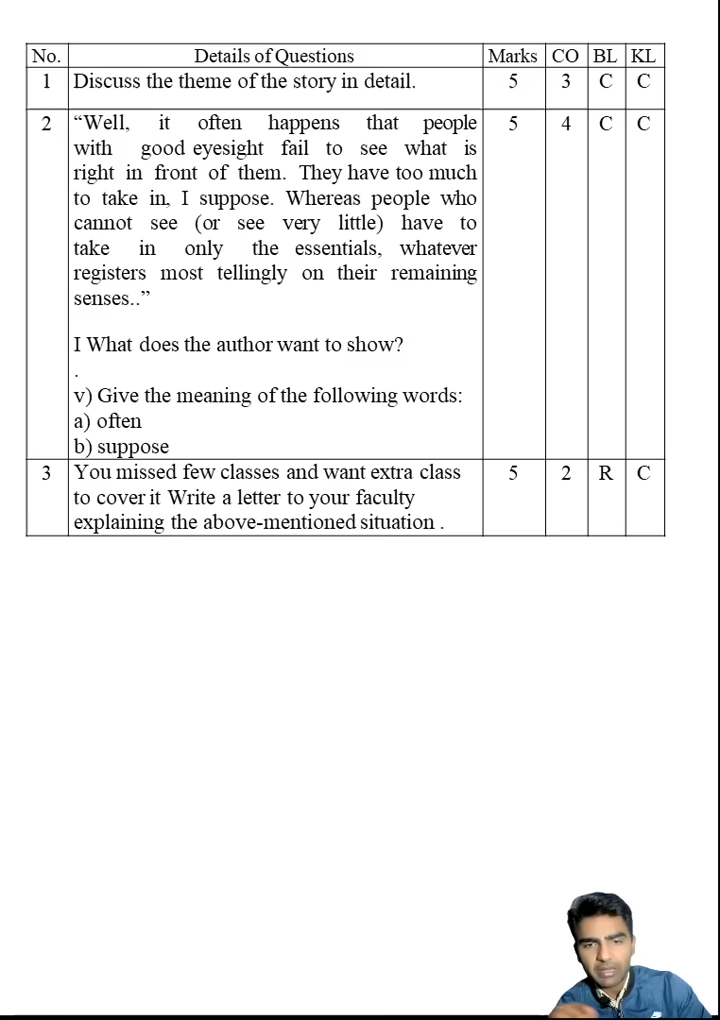 No. Details of Questions Marks CO BL KL
1 Discuss the theme of the story in detail. 5 3 C C
2 “Well, it often happens that people 5 4 C C
with good eyesight fail to see what is
right in front of them. They have too much
to take in, I suppose. Whereas people who
cannot see (or see very little) have to
take in only the essentials, whatever
registers most tellingly on their remaining
senses..”
I What does the author want to show?
.
v) Give the meaning of the following words:
a) often
b) suppose
3 You missed few classes and want extra class 5 2 R C
to cover it Write a letter to your faculty
explaining the above-mentioned situation .